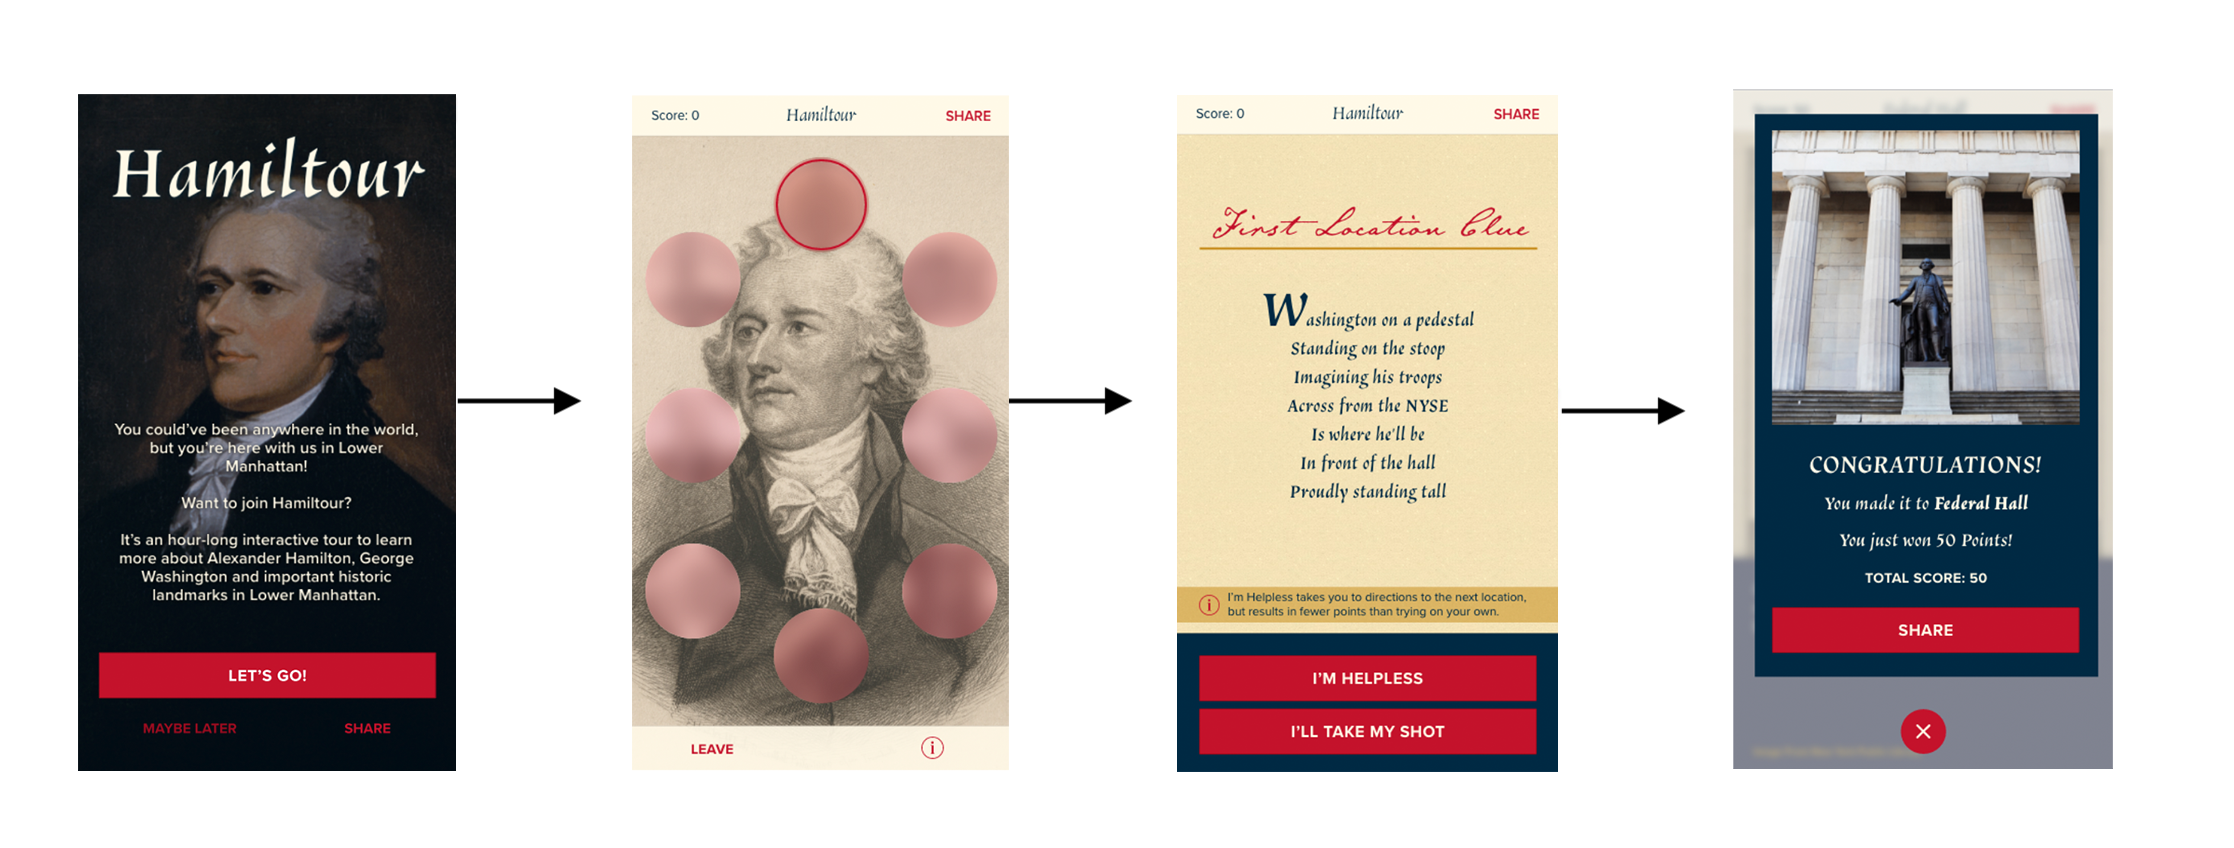 Hamiltour
You could've been anywhere in the world,
but you're here with us in Lower
Manhattan!
Want to join Hamiltour?
It's an hour-long interactive tour to learn
more about Alexander Hamilton, George
Washington and important historic
landmarks in Lower Manhattan.
LET'S GO!
MAYBE LATER
SHARE
Score: 0
Hamiltour
SHARE
LEAVE
i
Score: 0
Hamiltour
SHARE
First Location Clue
Washington on a pedestal
Standing on the stoop
Imagining his troops
Across from the NYSE
Is where he'll be
In front of the hall
Proudly standing tall
i
I'm Helpless takes you to directions to the next location,
but results in fewer points than trying on your own.
I'M HELPLESS
I'LL TAKE MY SHOT
Federal Hall
SHARE
CONGRATULATIONS!
You made it to Federal Hall
You just won 50 Points!
TOTAL SCORE: 50
SHARE